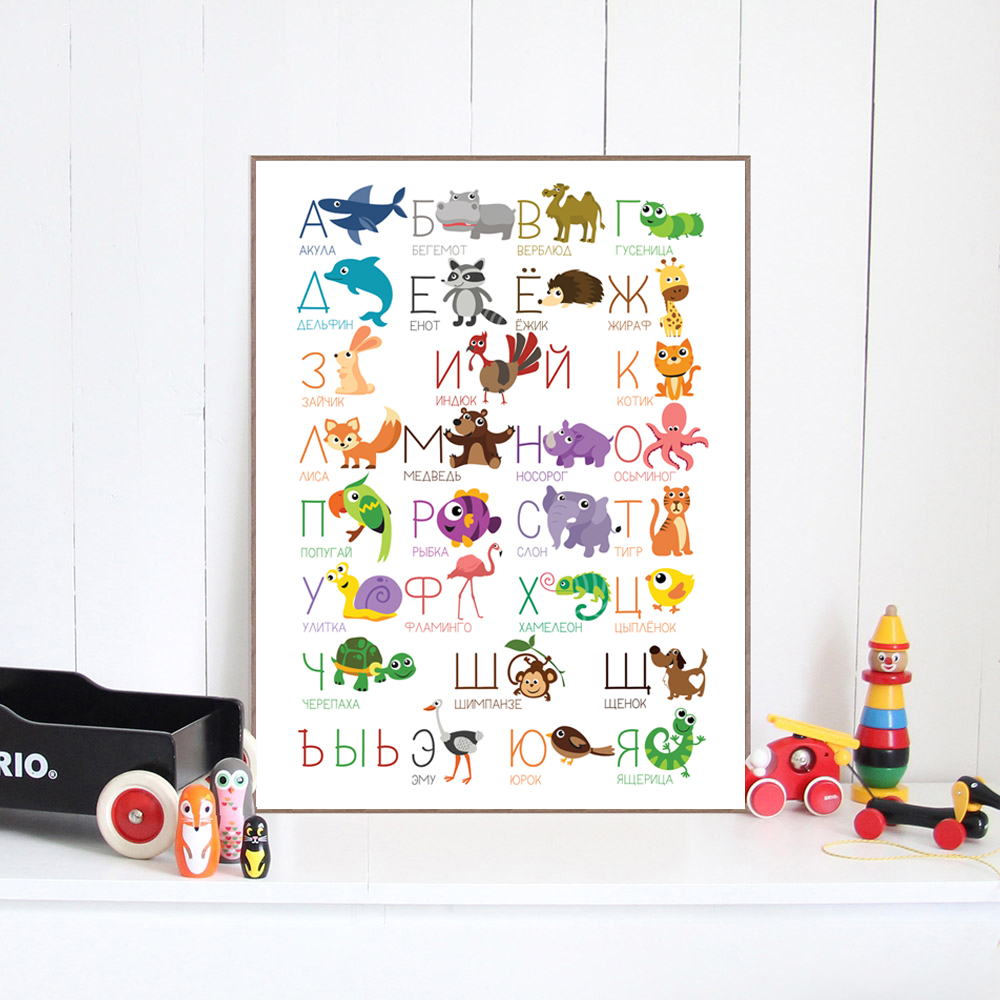 А Б В Г
АКУЛА БЕГЕМОТ ВЕРБЛЮД ГУСЕНИЦА
Д Е Ё Ж
ДЕЛЬФИН ЕНОТ ЁЖИК ЖИРАФ
З И Й К
ЗАЙЧИК ИНДЮК КОТИК
Л М Н О
ЛИСА МЕДВЕДЬ НОСОРОГ ОСЬМИНОГ
П Р С Т
ПОПУГАЙ РЫБКА СЛОН ТИГР
У Ф Х Ц
УЛИТКА ФЛАМИНГО ХАМЕЛЕОН ЦЫПЛЁНОК
Ч Ш Щ
ЧЕРЕПАХА ШИМПАНЗЕ ЩЕНОК
Ъ Ы Ь Э Ю Я
ЭМУ ЮРОК ЯЩЕРИЦА
RIO®